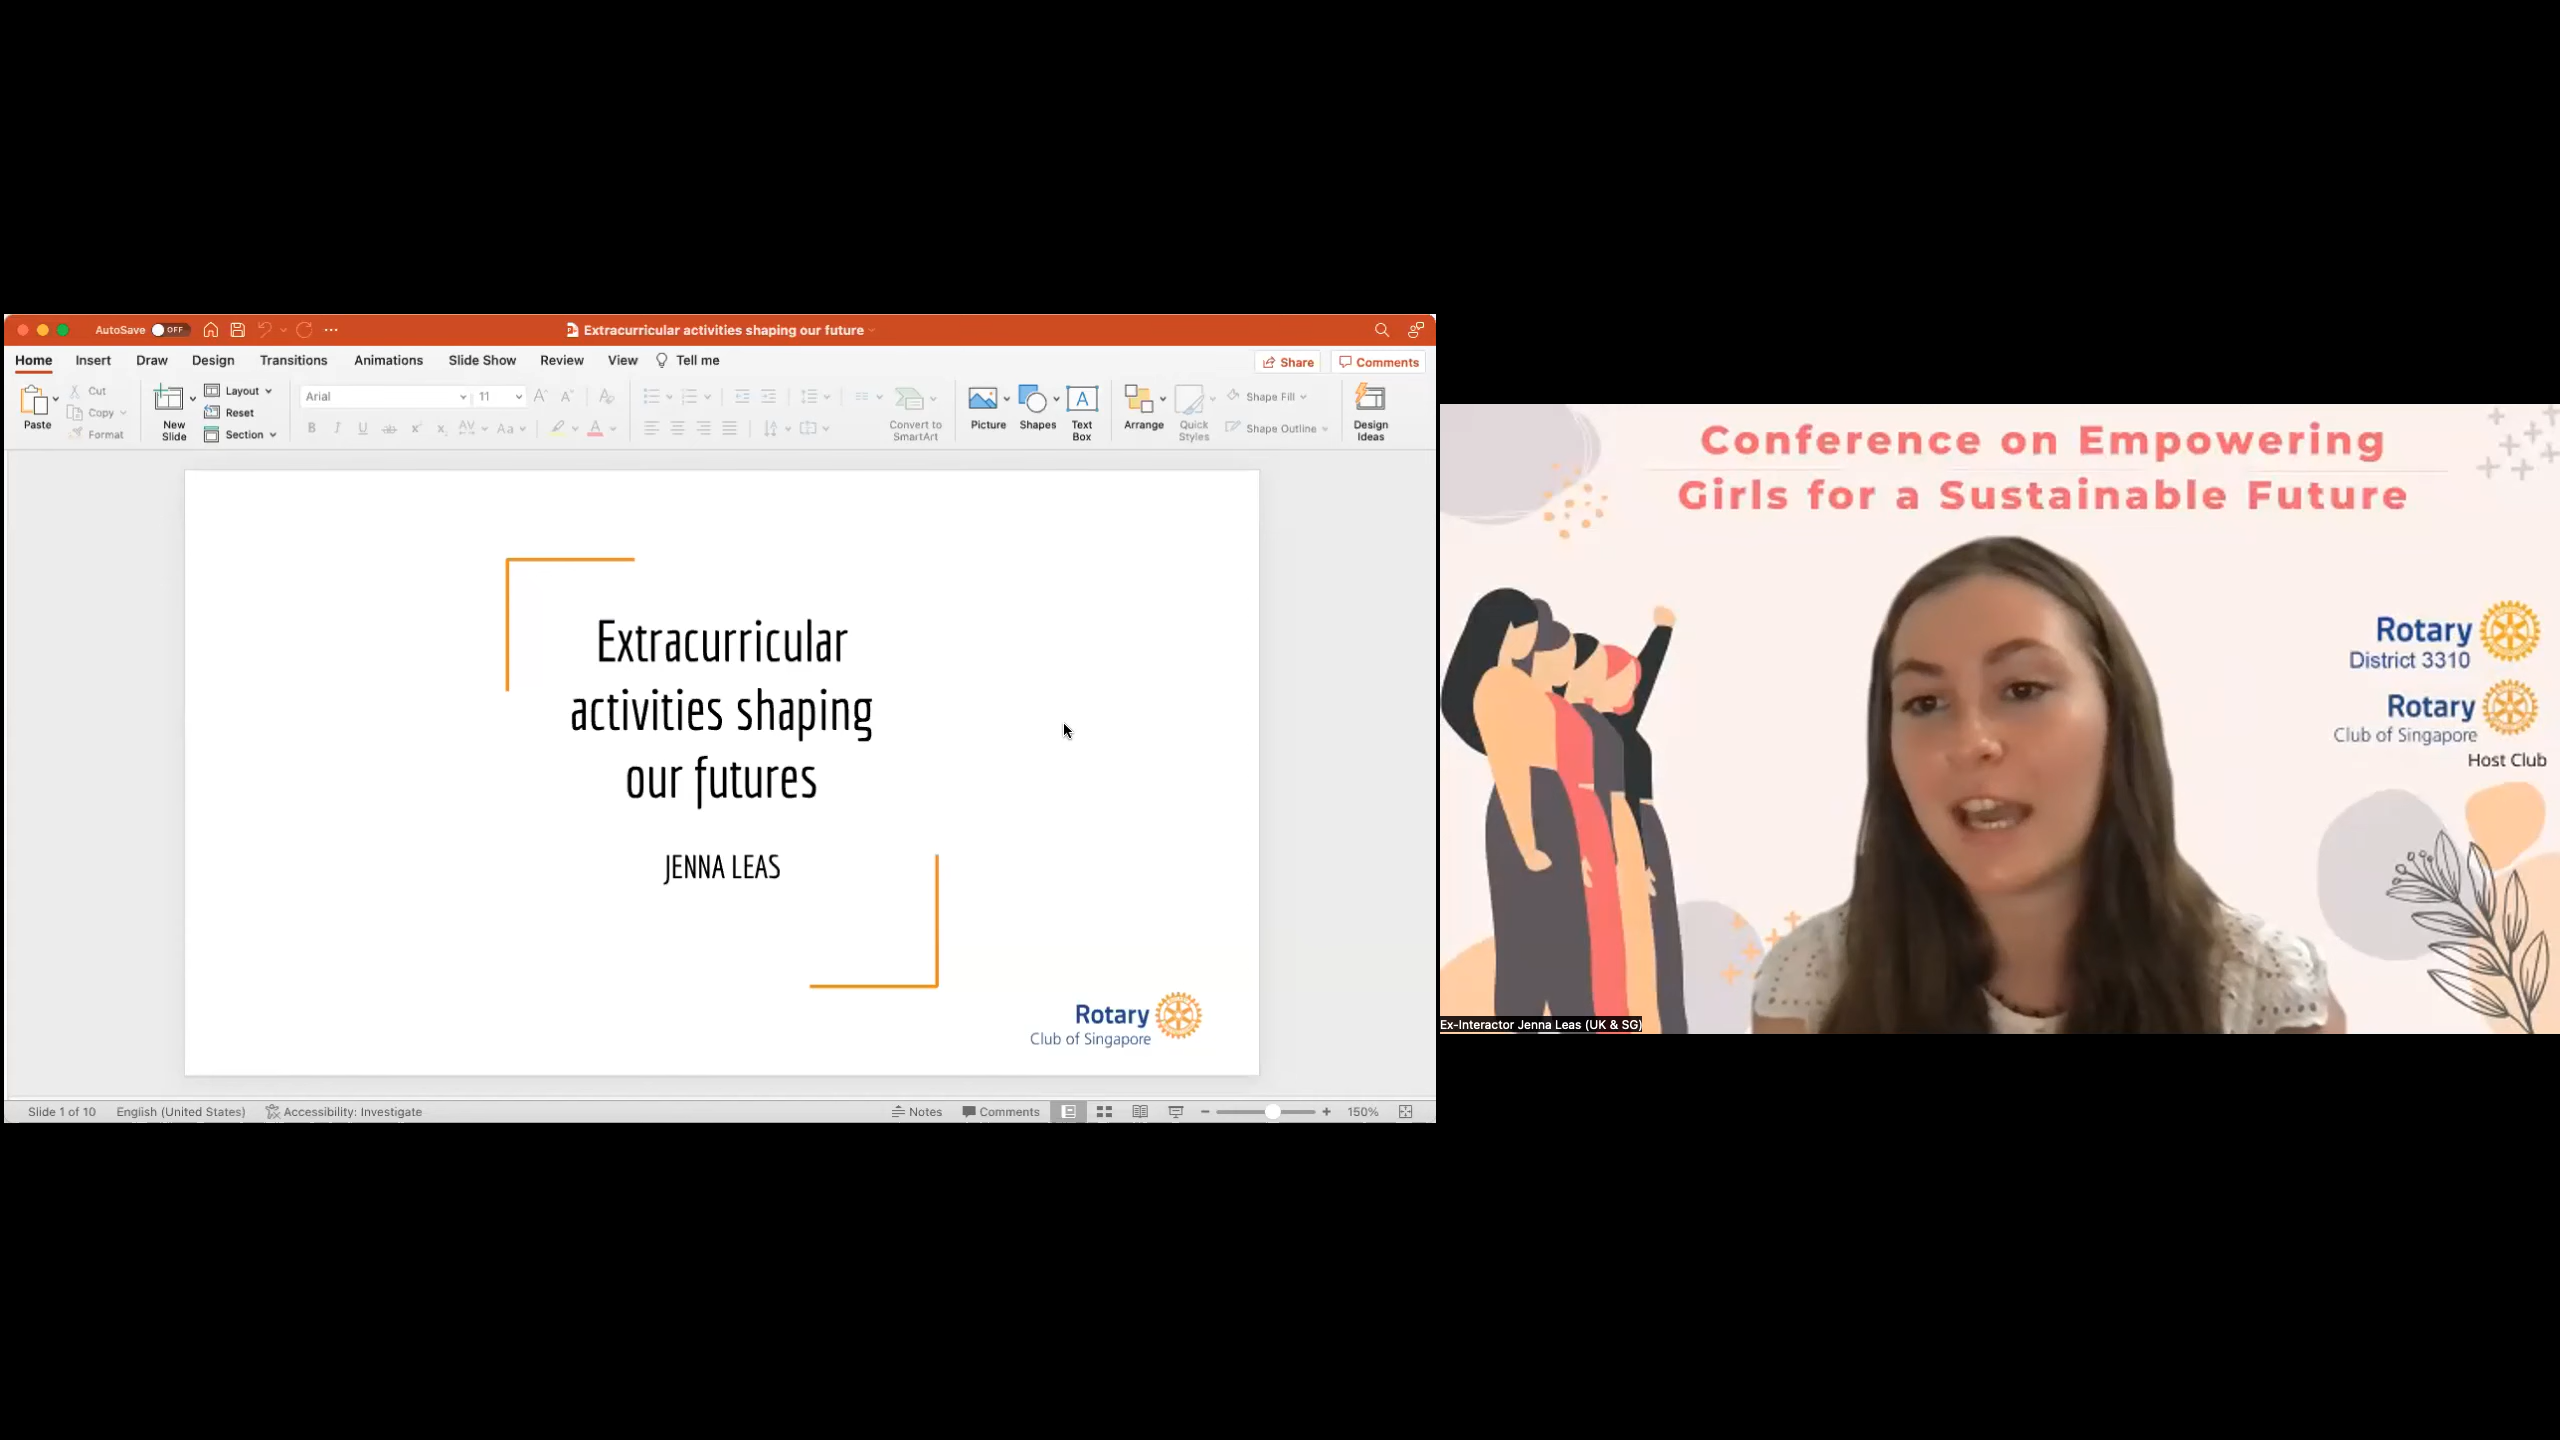 AutoSave OFF
Extracurricular activities shaping our future
Home Insert Draw Design Transitions Animations Slide Show Review View Tell me
Share Comments
Paste
Cut
Copy
Format
New
Slide
Layout
Reset
Section
Arial 11
Convert to
SmartArt
Picture
Shapes
Text
Box
Arrange
Quick
Styles
Shape Fill
Shape Outline
Design
Ideas
Extracurricular
activities shaping
our futures
JENNA LEAS
Rotary
Club of Singapore
Slide 1 of 10 English (United States) Accessibility: Investigate
Notes Comments 150%
Conference on Empowering
Girls for a Sustainable Future
Rotary
District 3310
Rotary
Club of Singapore
Host Club
Ex-Interactor Jenna Leas (UK & SG)